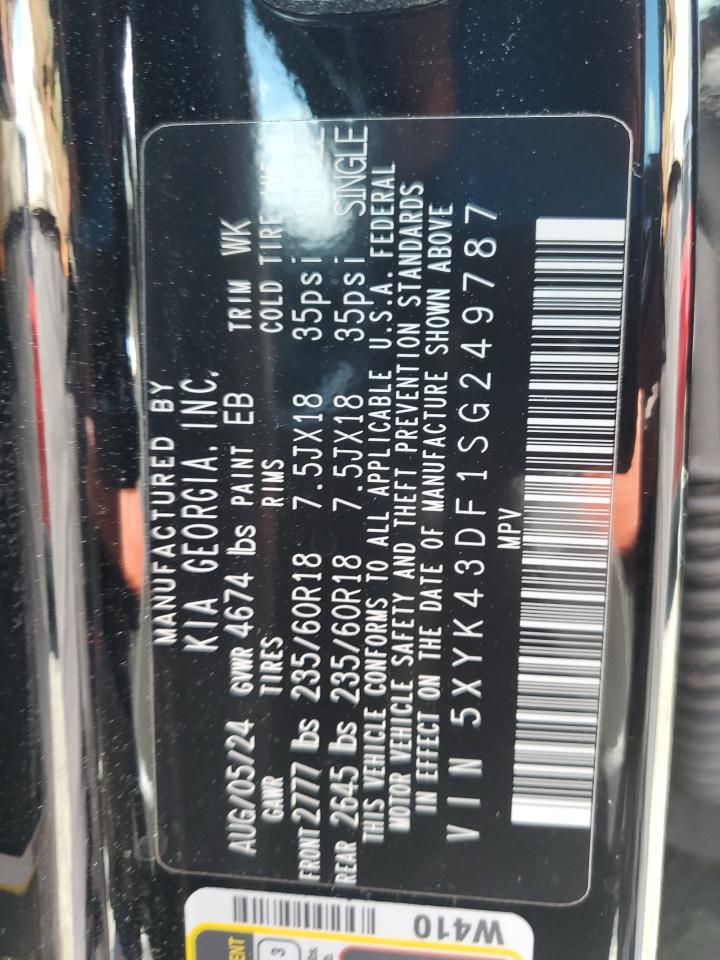 MANUFACTURED BY
KIA GEORGIA, INC.
AUG/05/24 GVWR 4674 lbs PAINT EB TRIM WK
GAWR TIRES RIMS COLD TIRE
FRONT 2777 lbs 235/60R18 7.5JX18 35psi SINGLE
REAR 2645 lbs 235/60R18 7.5JX18 35psi SINGLE
THIS VEHICLE CONFORMS TO ALL APPLICABLE U.S.A. FEDERAL
MOTOR VEHICLE SAFETY AND THEFT PREVENTION STANDARDS
IN EFFECT ON THE DATE OF MANUFACTURE SHOWN ABOVE
VIN 5XYK43DF1SG249787
MPV
W410
3